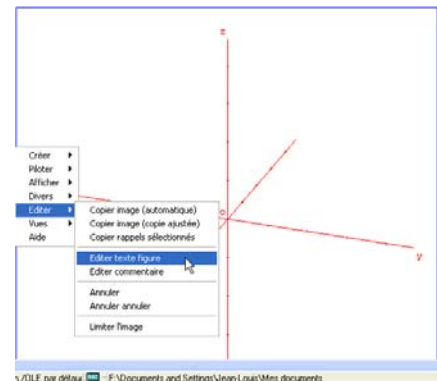 z
Créer
Piloter
Afficher
Divers
Editer
Vues
Aide
Copier image (automatique)
Copier image (copie ajustée)
Copier rappels sélectionnés
Editer texte figure
Editer commentaire
Annuler
Annuler annuler
Limiter l'image
o
y
/OLE par défaut
F:\Documents and Settings\Jean-Louis\Mes documents